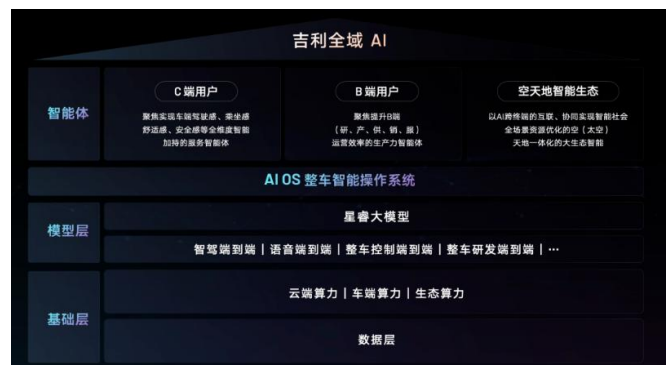 吉利全域 AI
智能体
C 端用户
聚焦实现车端驾驶感、乘坐感
舒适感、安全感等全维度智能
加持的服务智能体
B 端用户
聚焦提升B端
(研、产、供、销、服)
运营效率的生产力智能体
空天地智能生态
以AI跨终端的互联、协同实现智能社会
全场景资源优化的空(太空)
天地一体化的大生态智能
AI OS 整车智能操作系统
模型层
星睿大模型
智驾端到端 | 语音端到端 | 整车控制端到端 | 整车研发端到端 | …
基础层
云端算力 | 车端算力 | 生态算力
数据层